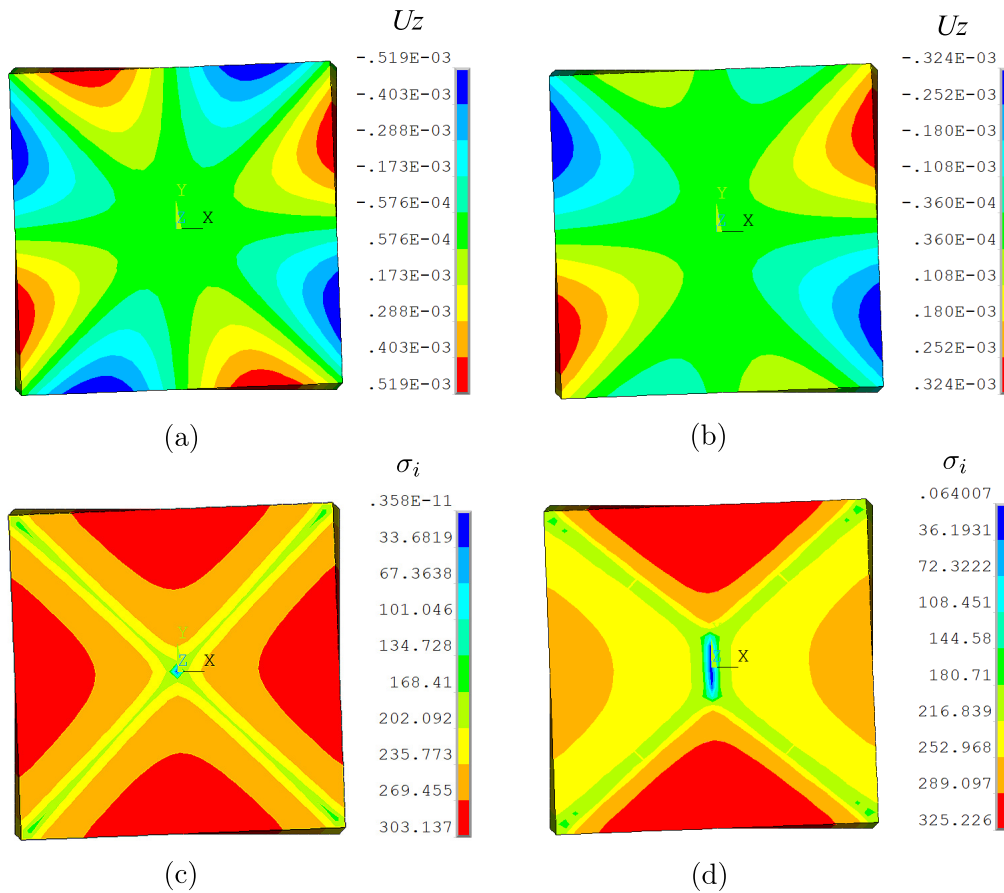 Uz
-.519E-03
-.403E-03
-.288E-03
-.173E-03
-.576E-04
.576E-04
.173E-03
.288E-03
.403E-03
.519E-03
Y
Z X
(a)
Uz
-.324E-03
-.252E-03
-.180E-03
-.108E-03
-.360E-04
.360E-04
.108E-03
.180E-03
.252E-03
.324E-03
Y
Z X
(b)
σi
.358E-11
33.6819
67.3638
101.046
134.728
168.41
202.092
235.773
269.455
303.137
Y
Z X
(c)
σi
.064007
36.1931
72.3222
108.451
144.58
180.71
216.839
252.968
289.097
325.226
Z X
(d)